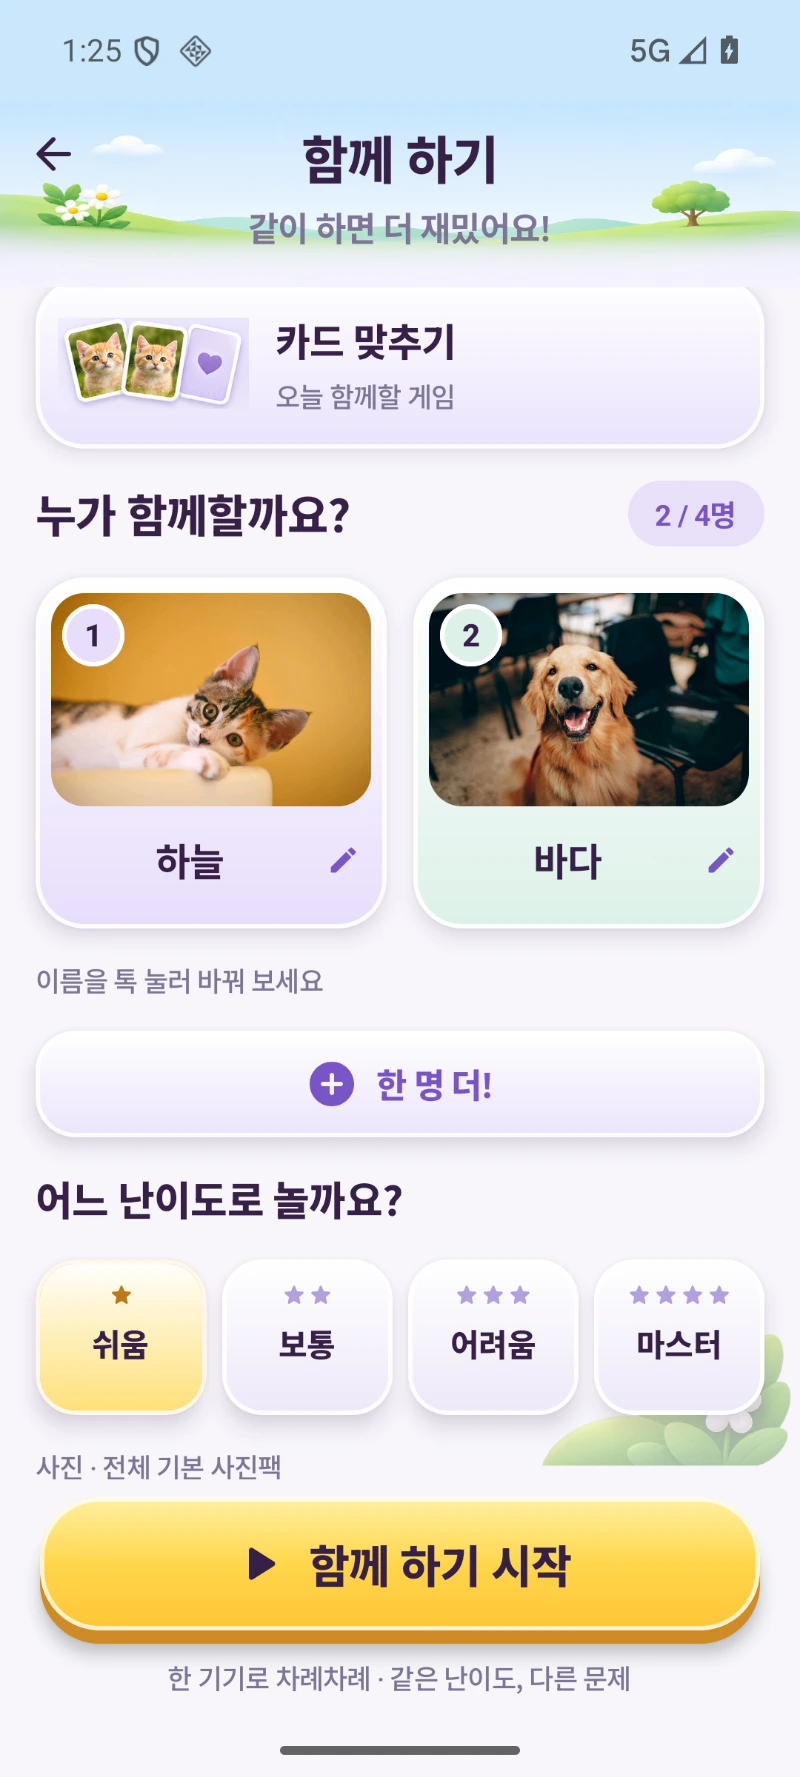 1:25
5G
함께 하기
같이 하면 더 재밌어요!
카드 맞추기
오늘 함께할 게임
누가 함께할까요?
2 / 4명
1
2
하늘
바다
이름을 톡 눌러 바꿔 보세요
한 명 더!
어느 난이도로 놀까요?
쉬움
보통
어려움
마스터
사진 · 전체 기본 사진팩
함께 하기 시작
한 기기로 차례차례 · 같은 난이도, 다른 문제